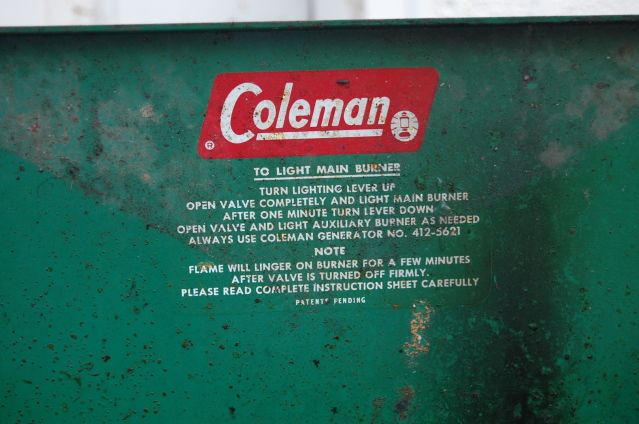 Coleman
®
TO LIGHT MAIN BURNER
TURN LIGHTING LEVER UP
OPEN VALVE COMPLETELY AND LIGHT MAIN BURNER
AFTER ONE MINUTE TURN LEVER DOWN
OPEN VALVE AND LIGHT AUXILIARY BURNER AS NEEDED
ALWAYS USE COLEMAN GENERATOR NO. 412-5621
NOTE
FLAME WILL LINGER ON BURNER FOR A FEW MINUTES
AFTER VALVE IS TURNED OFF FIRMLY.
PLEASE READ COMPLETE INSTRUCTION SHEET CAREFULLY
PATENTS PENDING